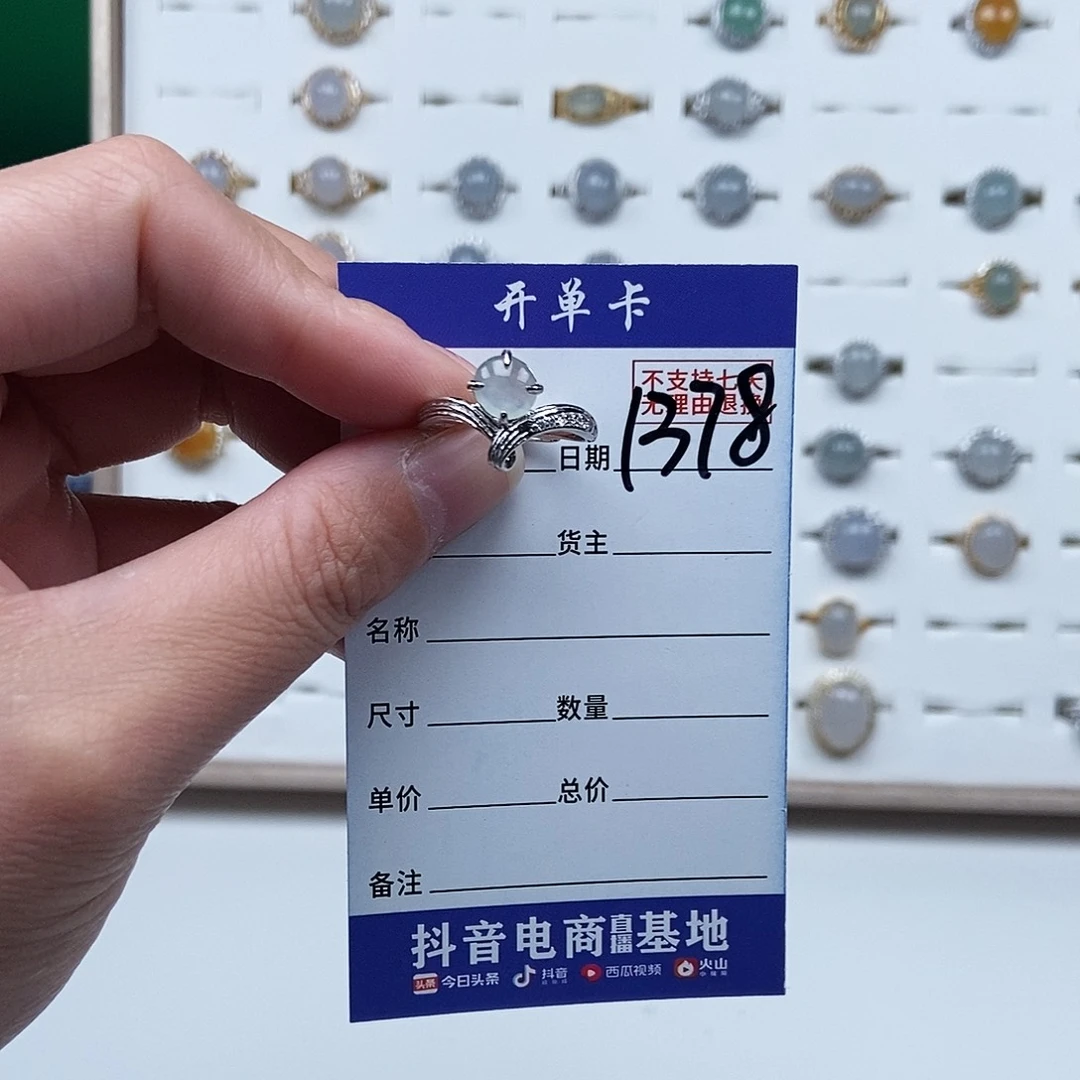 开单卡
不支持七天
无理由退换
1378
日期
货主
名称
尺寸 数量
单价 总价
备注
抖音电商直播基地
头条 今日头条 抖音 西瓜视频 火山